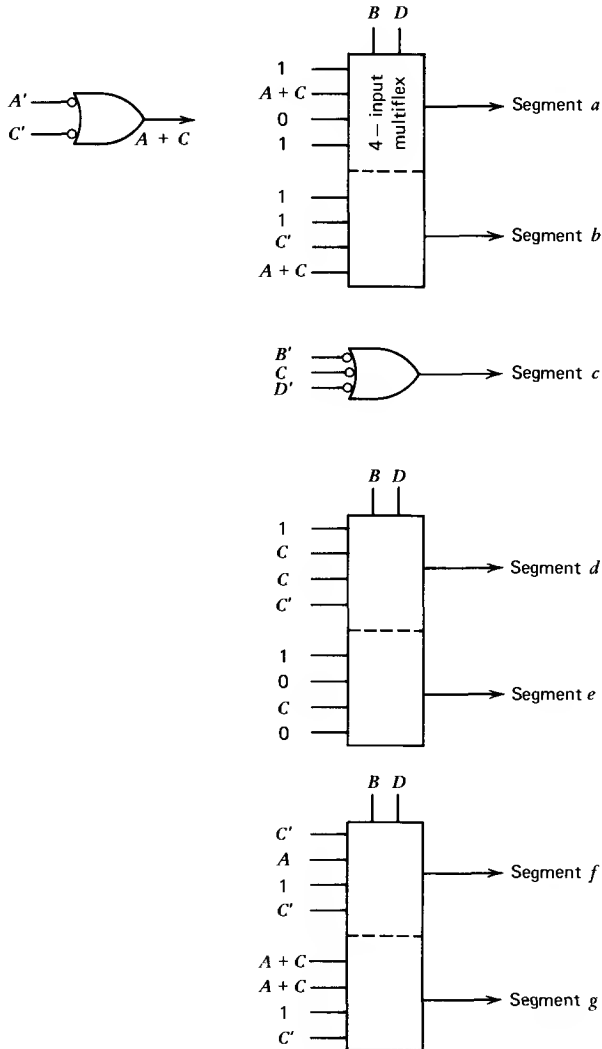 A'
C'
A + C
B D
1
A + C
0
1
4 – input
multiflex
Segment a
1
1
C'
A + C
Segment b
B'
C
D'
Segment c
B D
1
C
C
C'
Segment d
1
0
C
0
Segment e
B D
C'
A
1
C'
Segment f
A + C
A + C
1
C'
Segment g